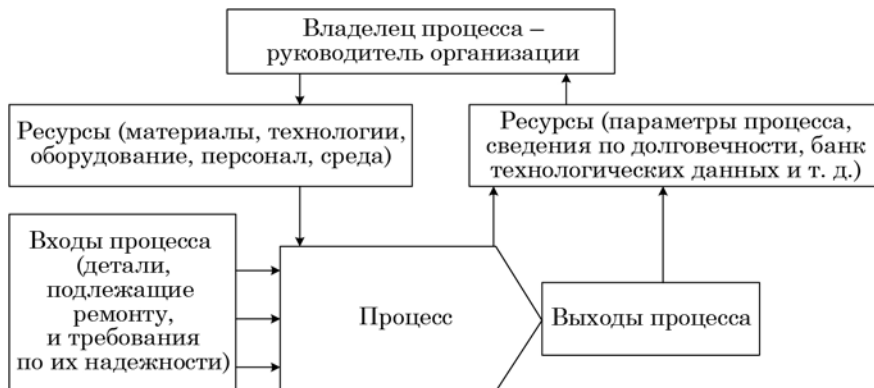 Владелец процесса –
руководитель организации
Ресурсы (материалы, технологии,
оборудование, персонал, среда)
Ресурсы (параметры процесса,
сведения по долговечности, банк
технологических данных и т. д.)
Входы процесса
(детали,
подлежащие
ремонту,
и требования
по их надежности)
Процесс
Выходы процесса